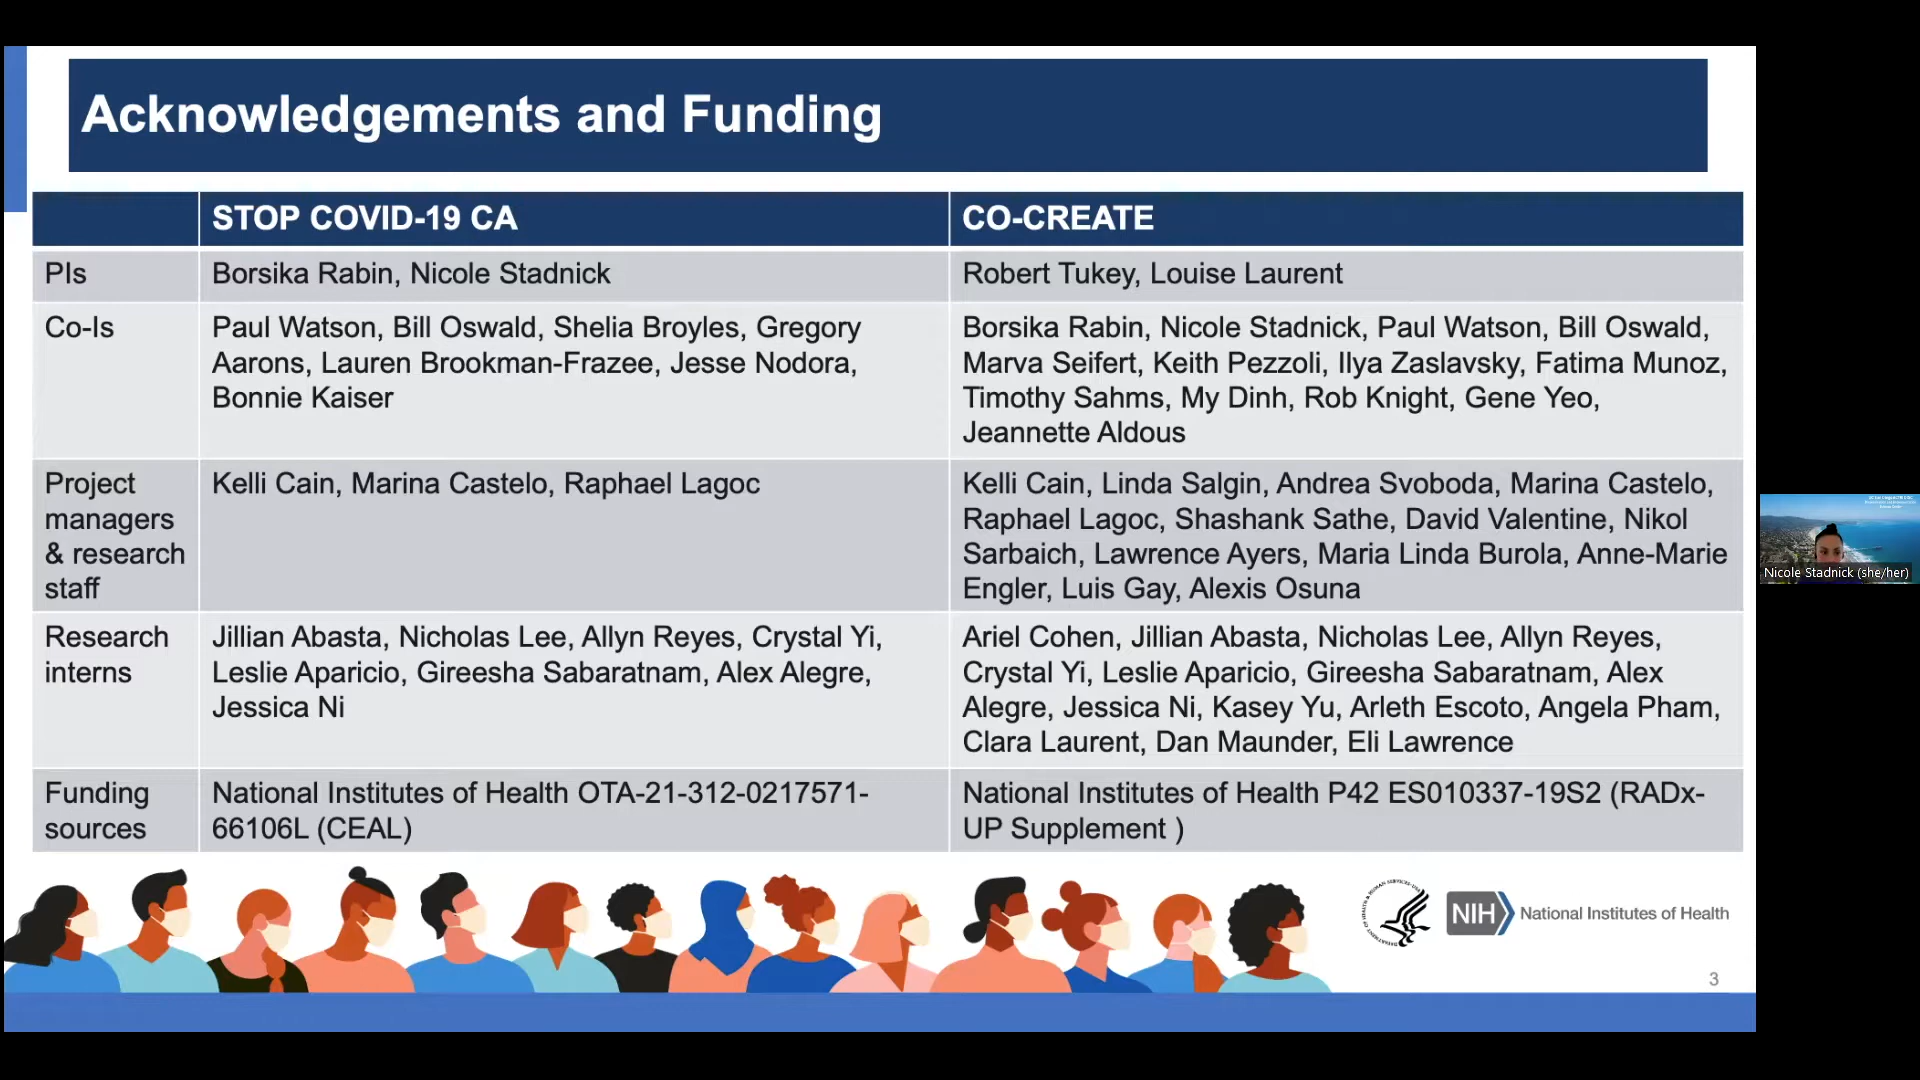 Acknowledgements and Funding
STOP COVID-19 CA
CO-CREATE
PIs
Borsika Rabin, Nicole Stadnick
Robert Tukey, Louise Laurent
Co-Is
Paul Watson, Bill Oswald, Shelia Broyles, Gregory
Aarons, Lauren Brookman-Frazee, Jesse Nodora,
Bonnie Kaiser
Borsika Rabin, Nicole Stadnick, Paul Watson, Bill Oswald,
Marva Seifert, Keith Pezzoli, Ilya Zaslavsky, Fatima Munoz,
Timothy Sahms, My Dinh, Rob Knight, Gene Yeo,
Jeannette Aldous
Project
managers
& research
staff
Kelli Cain, Marina Castelo, Raphael Lagoc
Kelli Cain, Linda Salgin, Andrea Svoboda, Marina Castelo,
Raphael Lagoc, Shashank Sathe, David Valentine, Nikol
Sarbaich, Lawrence Ayers, Maria Linda Burola, Anne-Marie
Engler, Luis Gay, Alexis Osuna
Research
interns
Jillian Abasta, Nicholas Lee, Allyn Reyes, Crystal Yi,
Leslie Aparicio, Gireesha Sabaratnam, Alex Alegre,
Jessica Ni
Ariel Cohen, Jillian Abasta, Nicholas Lee, Allyn Reyes,
Crystal Yi, Leslie Aparicio, Gireesha Sabaratnam, Alex
Alegre, Jessica Ni, Kasey Yu, Arleth Escoto, Angela Pham,
Clara Laurent, Dan Maunder, Eli Lawrence
Funding
sources
National Institutes of Health OTA-21-312-0217571-
66106L (CEAL)
National Institutes of Health P42 ES010337-19S2 (RADx-
UP Supplement )
DEPARTMENT OF HEALTH & HUMAN SERVICES·USA
NIH National Institutes of Health
3
Nicole Stadnick (she/her)